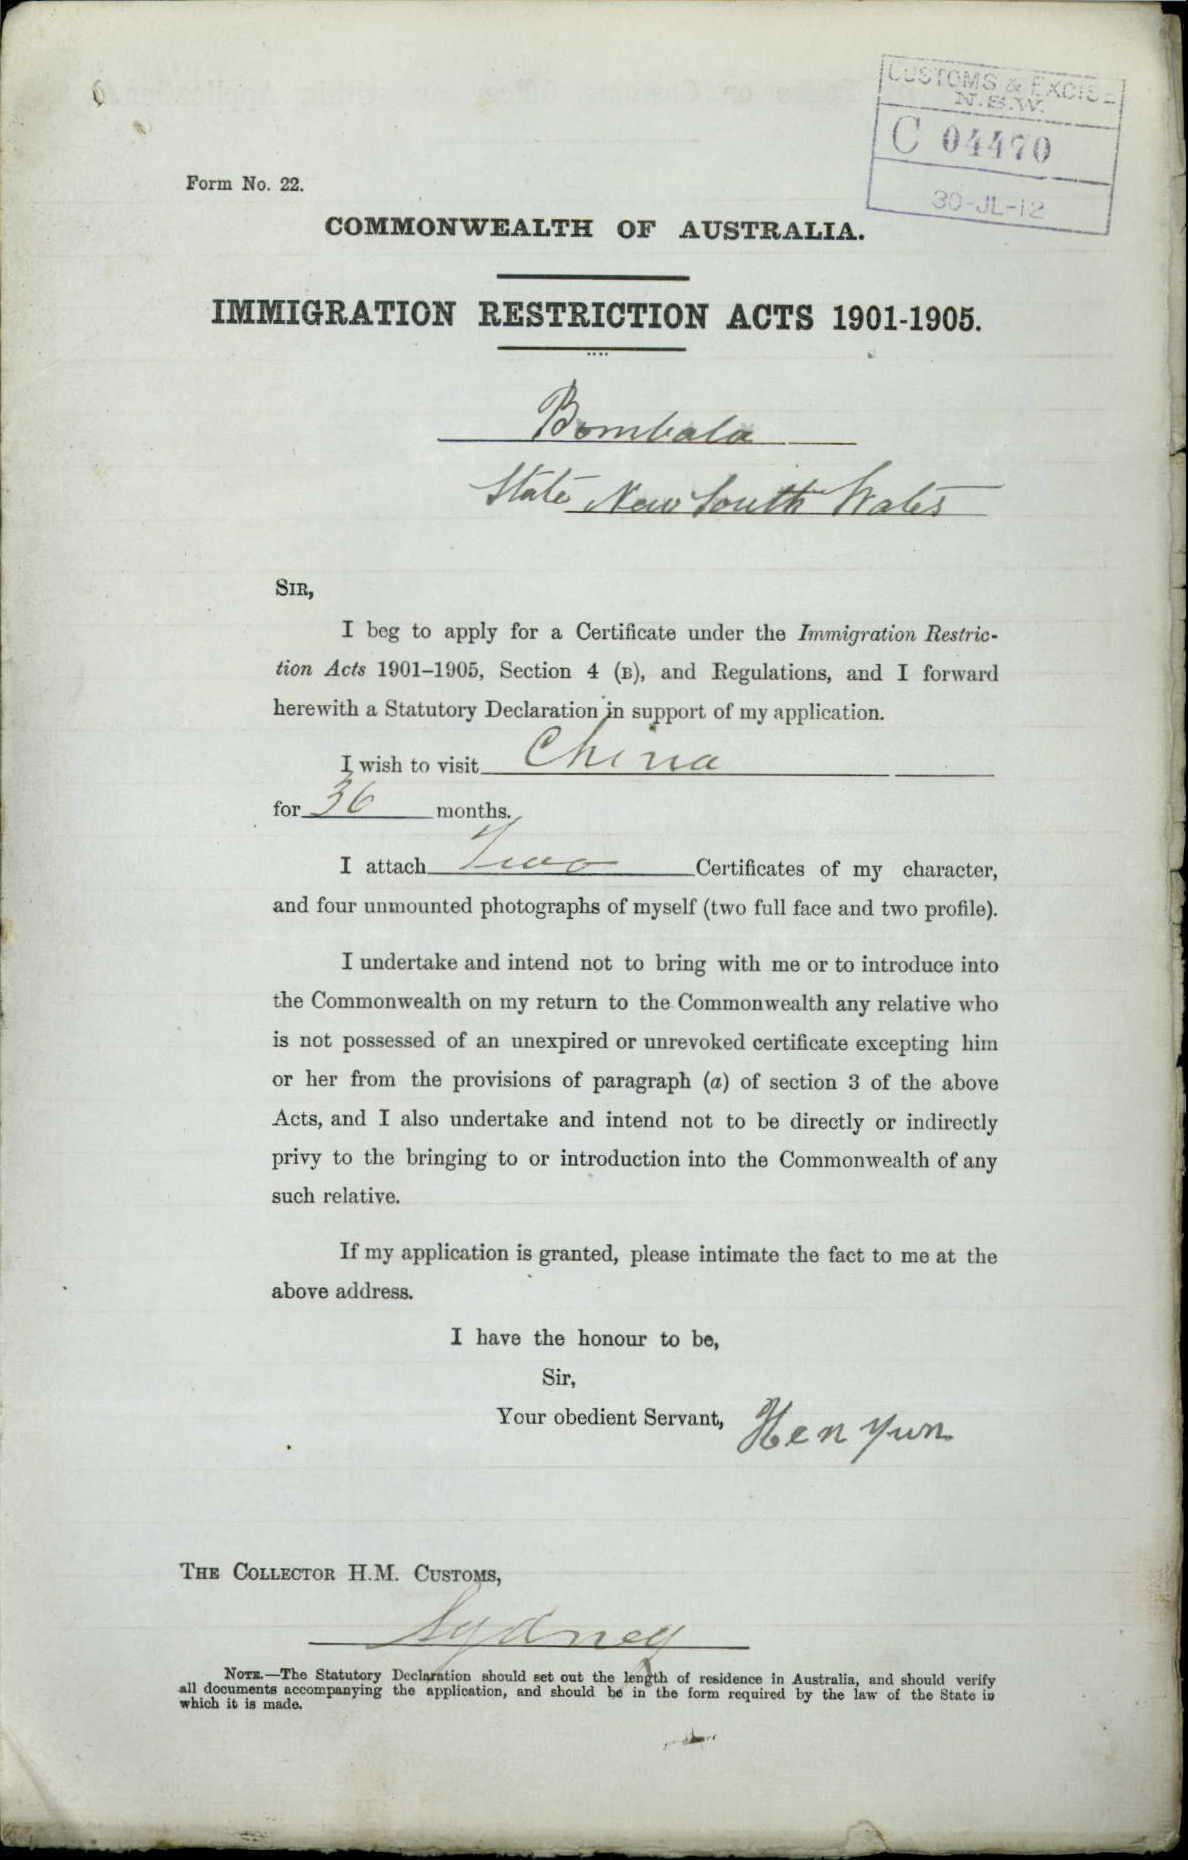 CUSTOMS & EXCISE
N.S.W.
C 04470
30-JL-12
Form No. 22.
COMMONWEALTH OF AUSTRALIA.
IMMIGRATION RESTRICTION ACTS 1901-1905.
Bombala
State New South Wales
SIR,
I beg to apply for a Certificate under the Immigration Restric-
tion Acts 1901–1905, Section 4 (B), and Regulations, and I forward
herewith a Statutory Declaration in support of my application.
I wish to visit China
for 36 months.
I attach Two Certificates of my character,
and four unmounted photographs of myself (two full face and two profile).
I undertake and intend not to bring with me or to introduce into
the Commonwealth on my return to the Commonwealth any relative who
is not possessed of an unexpired or unrevoked certificate excepting him
or her from the provisions of paragraph (a) of section 3 of the above
Acts, and I also undertake and intend not to be directly or indirectly
privy to the bringing to or introduction into the Commonwealth of any
such relative.
If my application is granted, please intimate the fact to me at the
above address.
I have the honour to be,
Sir,
Your obedient Servant, Hen Yun
THE COLLECTOR H.M. CUSTOMS,
Sydney
NOTE.—The Statutory Declaration should set out the length of residence in Australia, and should verify
all documents accompanying the application, and should be in the form required by the law of the State in
which it is made.